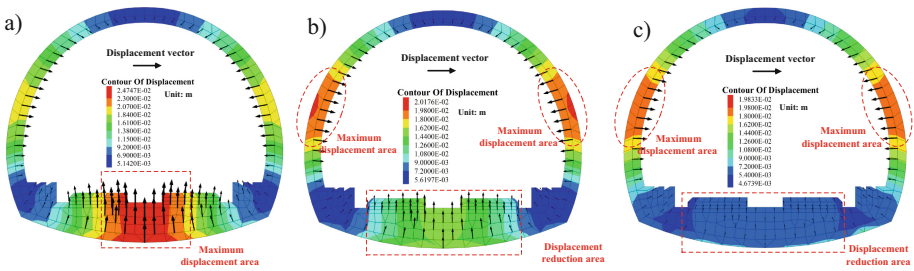 a)
Displacement vector
Contour Of Displacement
2.4747E-02
2.3000E-02
2.0700E-02
1.8400E-02
1.6100E-02
1.3800E-02
1.1500E-02
9.2000E-03
6.9000E-03
5.1420E-03
Unit: m
Maximum
displacement area
b)
Displacement vector
Contour Of Displacement
2.0176E-02
1.9800E-02
1.8000E-02
1.6200E-02
1.4400E-02
1.2600E-02
1.0800E-02
9.0000E-03
7.2000E-03
5.6197E-03
Unit: m
Maximum
displacement area
Maximum
displacement area
Displacement
reduction area
c)
Displacement vector
Contour Of Displacement
1.9833E-02
1.9800E-02
1.8000E-02
1.6200E-02
1.4400E-02
1.2600E-02
1.0800E-02
9.0000E-03
7.2000E-03
5.4000E-03
4.6739E-03
Unit: m
Maximum
displacement area
Maximum
displacement area
Displacement
reduction area